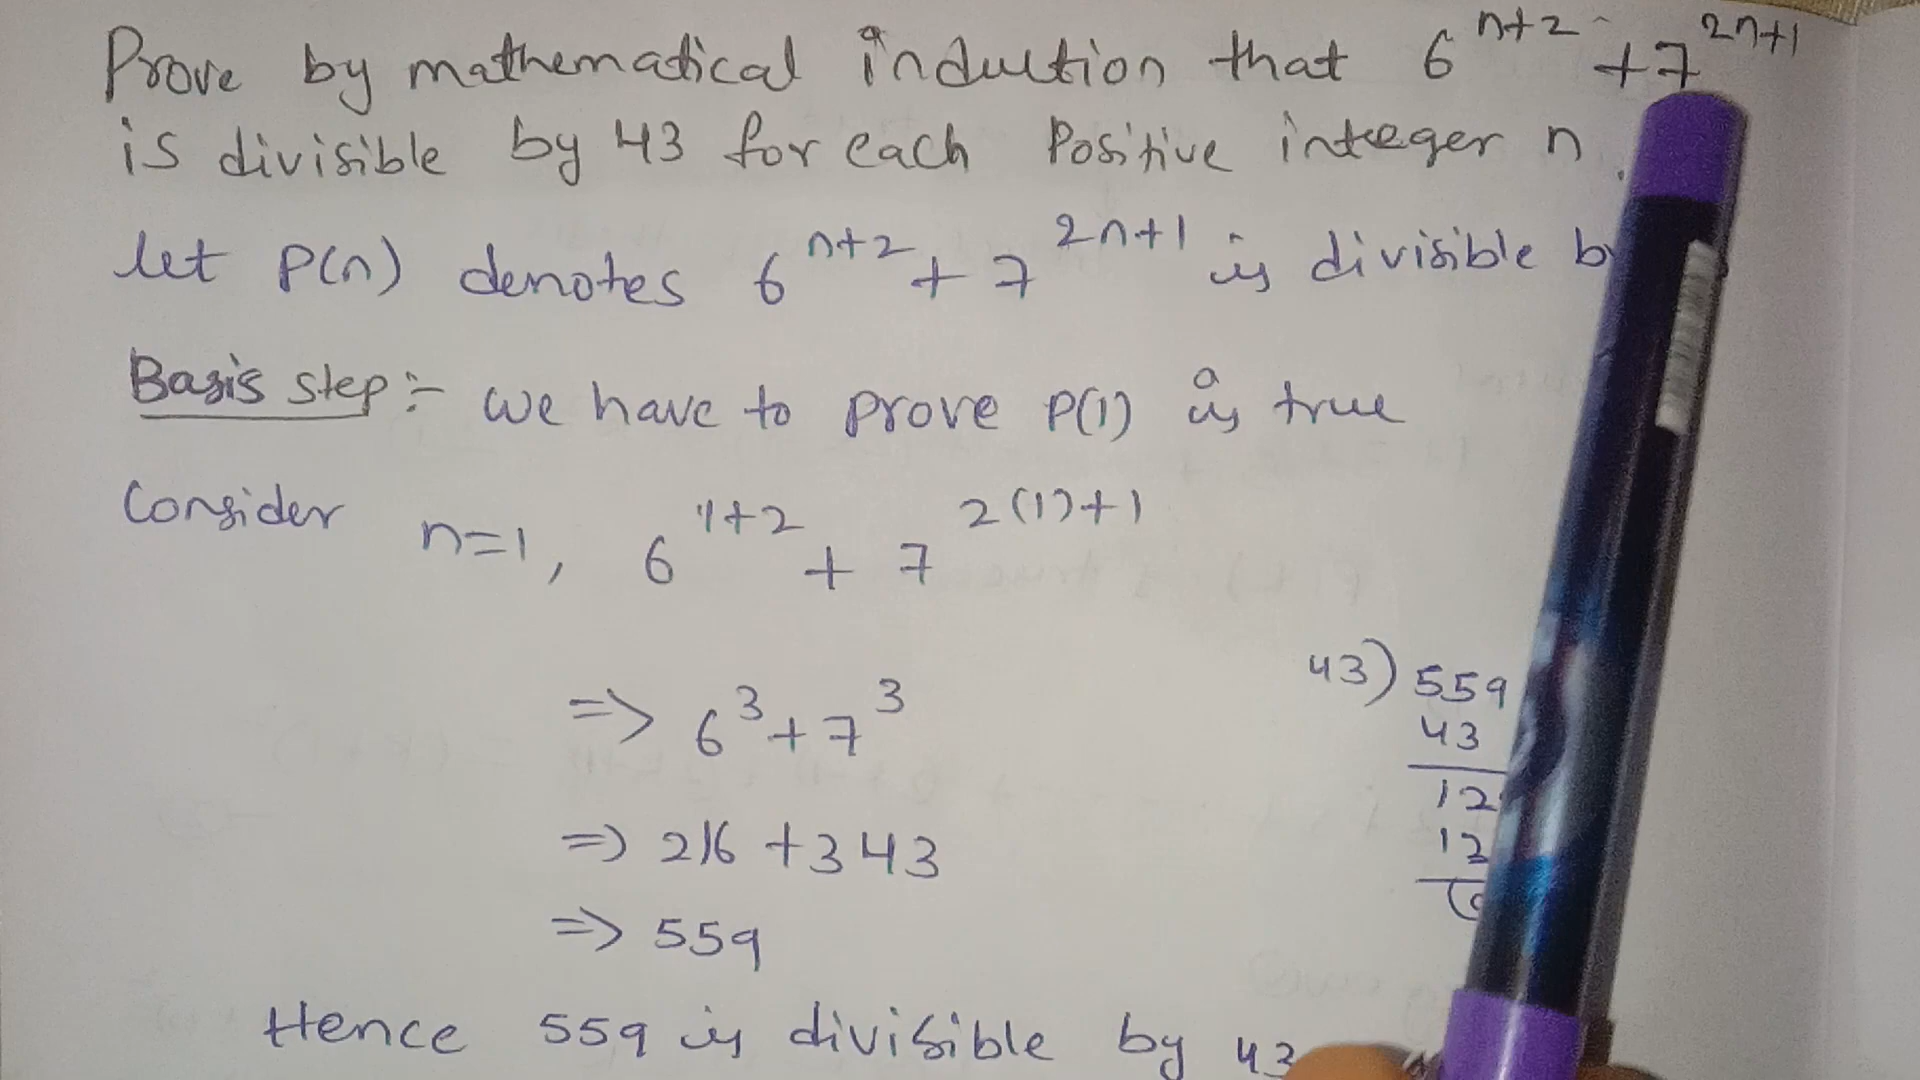 Prove by mathematical induction that 6^(n+2) + 7^(2n+1)
is divisible by 43 for each Positive integer n.
let P(n) denotes 6^(n+2) + 7^(2n+1) is divisible
Basis step :- we have to prove P(1) is true
Consider n=1, 6^(1+2) + 7^(2(1)+1)
=> 6^3 + 7^3
=> 216 + 343
=> 559
Hence 559 is divisible by 43
43) 559
43
12
12